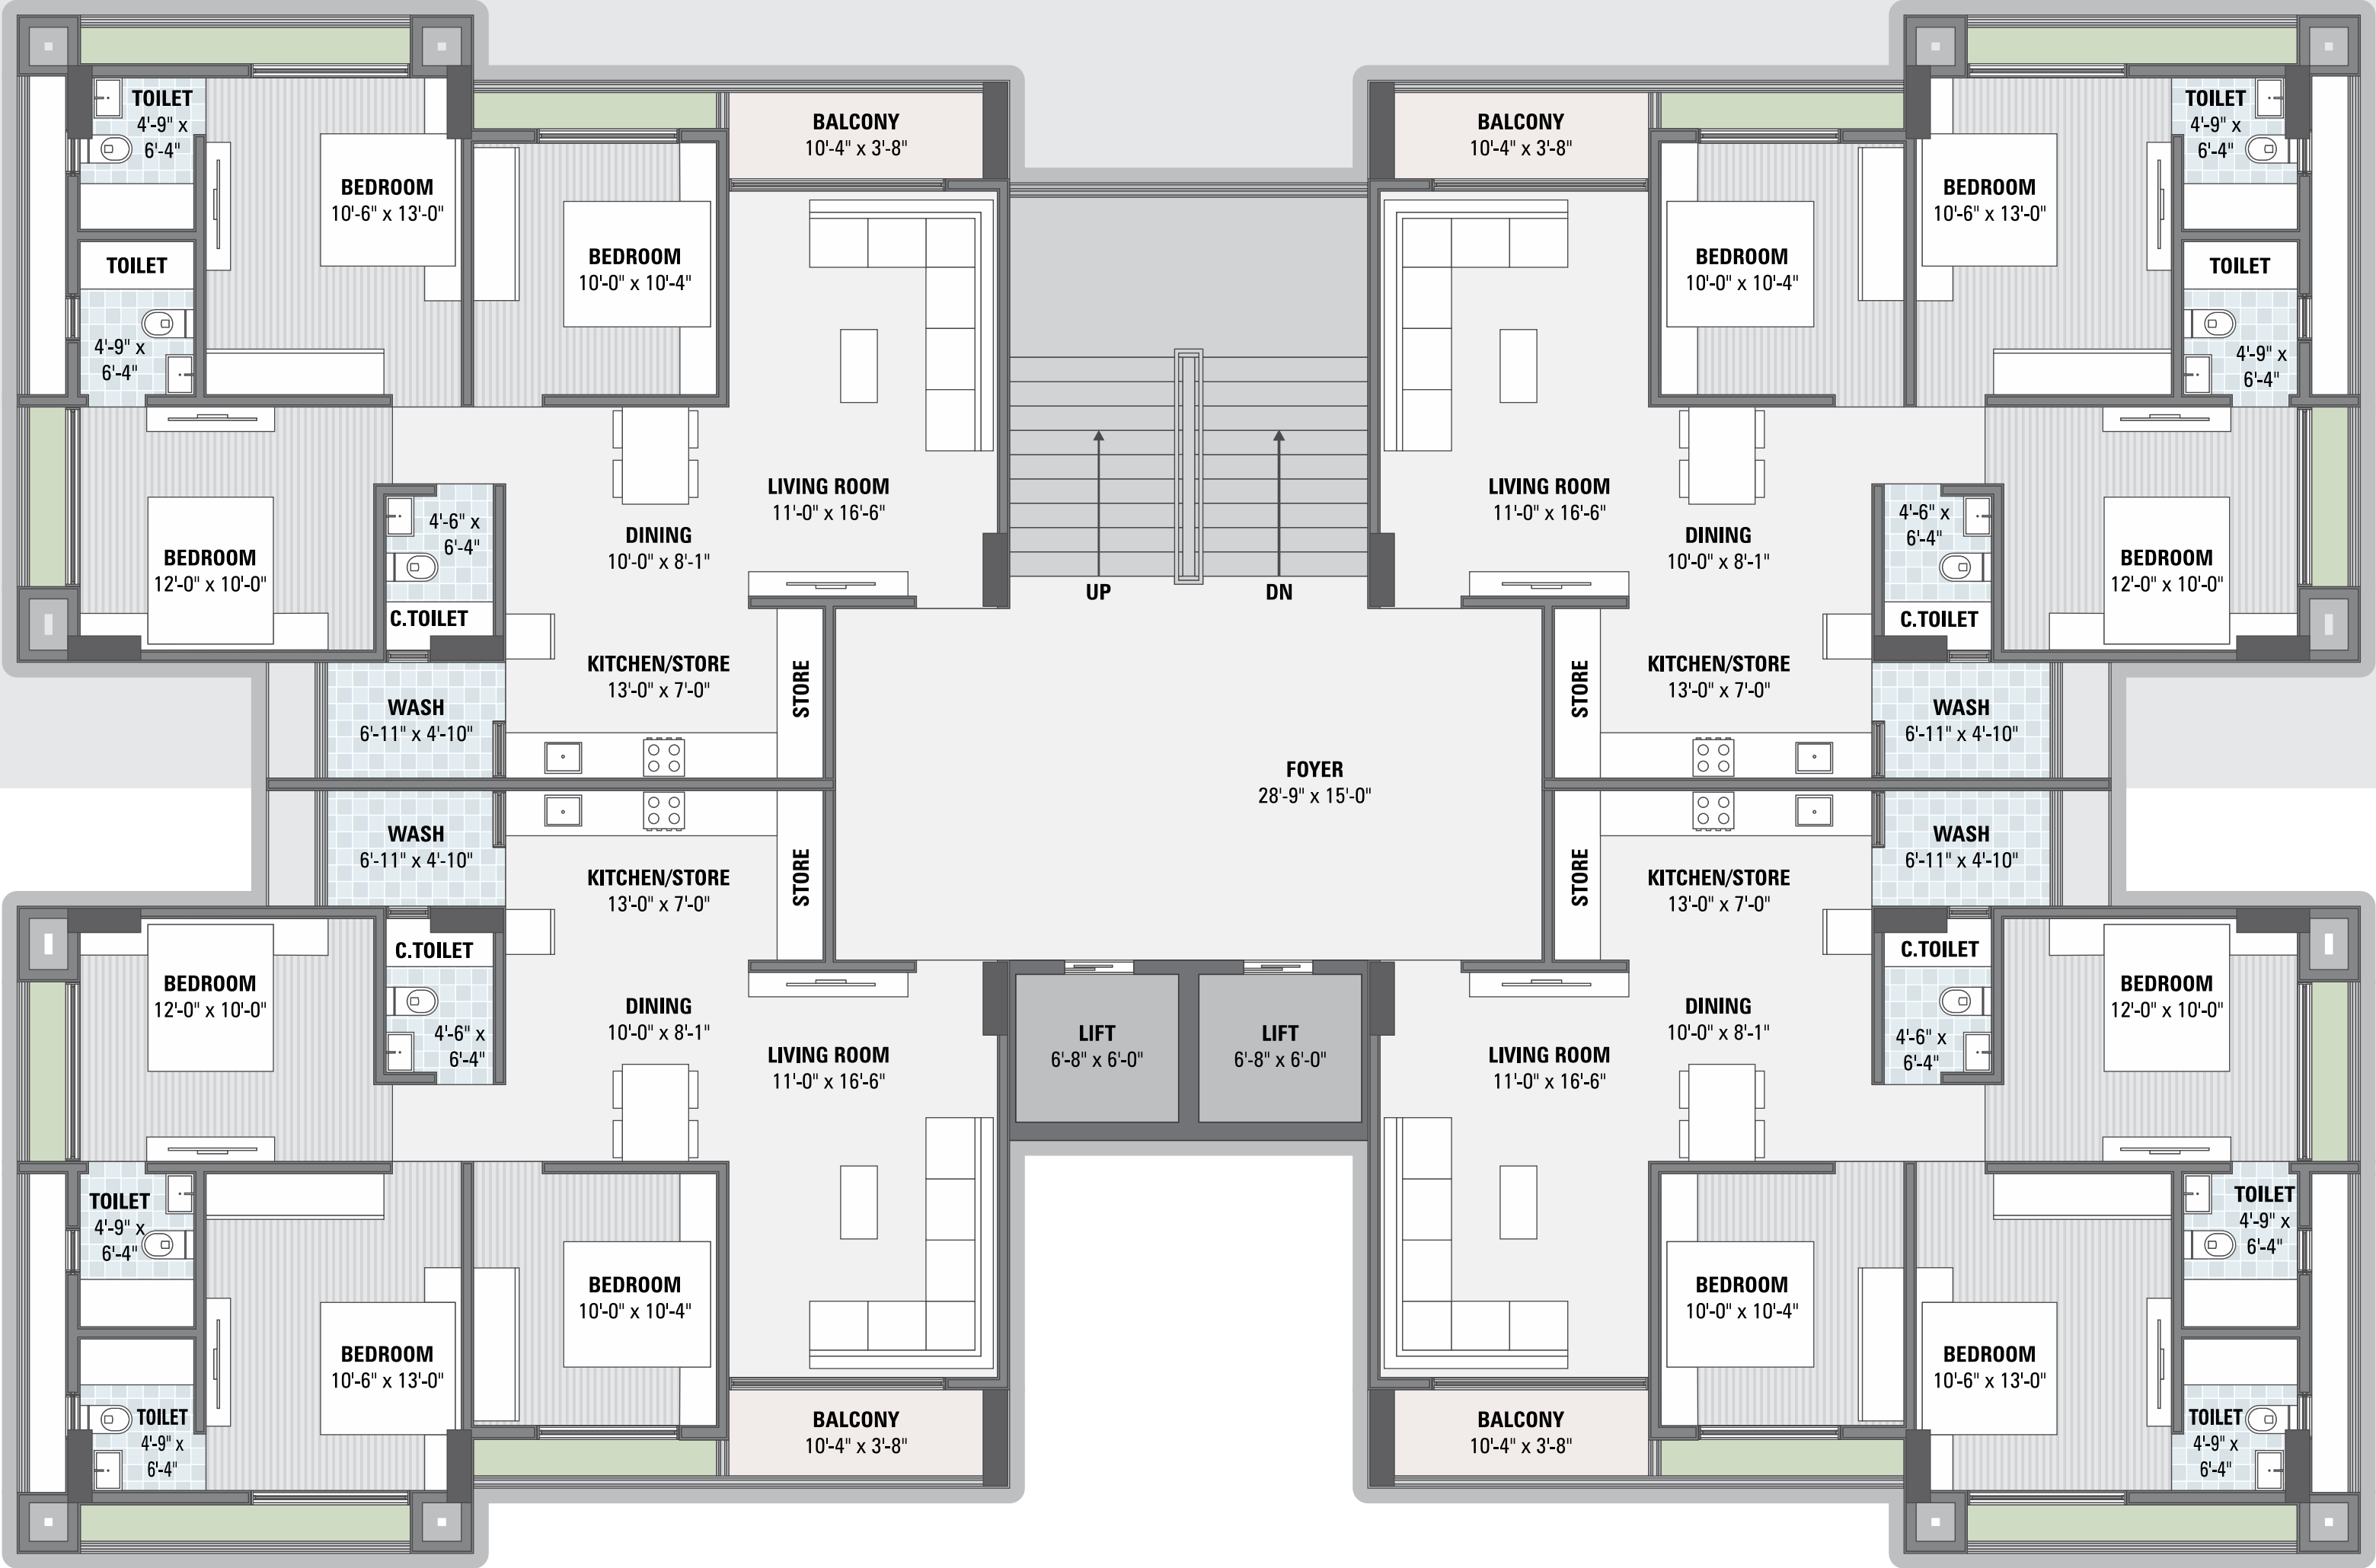 TOILET
4'-9" x
6'-4"
BEDROOM
10'-6" x 13'-0"
TOILET
4'-9" x
6'-4"
BEDROOM
10'-0" x 10'-4"
BALCONY
10'-4" x 3'-8"
LIVING ROOM
11'-0" x 16'-6"
DINING
10'-0" x 8'-1"
BEDROOM
12'-0" x 10'-0"
4'-6" x
6'-4"
C.TOILET
KITCHEN/STORE
13'-0" x 7'-0"
STORE
WASH
6'-11" x 4'-10"
UP
DN
BALCONY
10'-4" x 3'-8"
BEDROOM
10'-0" x 10'-4"
BEDROOM
10'-6" x 13'-0"
TOILET
4'-9" x
6'-4"
TOILET
4'-9" x
6'-4"
LIVING ROOM
11'-0" x 16'-6"
DINING
10'-0" x 8'-1"
4'-6" x
6'-4"
C.TOILET
BEDROOM
12'-0" x 10'-0"
KITCHEN/STORE
13'-0" x 7'-0"
STORE
WASH
6'-11" x 4'-10"
FOYER
28'-9" x 15'-0"
WASH
6'-11" x 4'-10"
KITCHEN/STORE
13'-0" x 7'-0"
STORE
C.TOILET
4'-6" x
6'-4"
BEDROOM
12'-0" x 10'-0"
DINING
10'-0" x 8'-1"
LIVING ROOM
11'-0" x 16'-6"
TOILET
4'-9" x
6'-4"
BEDROOM
10'-0" x 10'-4"
BEDROOM
10'-6" x 13'-0"
TOILET
4'-9" x
6'-4"
BALCONY
10'-4" x 3'-8"
LIFT
6'-8" x 6'-0"
LIFT
6'-8" x 6'-0"
STORE
KITCHEN/STORE
13'-0" x 7'-0"
WASH
6'-11" x 4'-10"
C.TOILET
4'-6" x
6'-4"
BEDROOM
12'-0" x 10'-0"
DINING
10'-0" x 8'-1"
LIVING ROOM
11'-0" x 16'-6"
TOILET
4'-9" x
6'-4"
BEDROOM
10'-0" x 10'-4"
BEDROOM
10'-6" x 13'-0"
TOILET
4'-9" x
6'-4"
BALCONY
10'-4" x 3'-8"